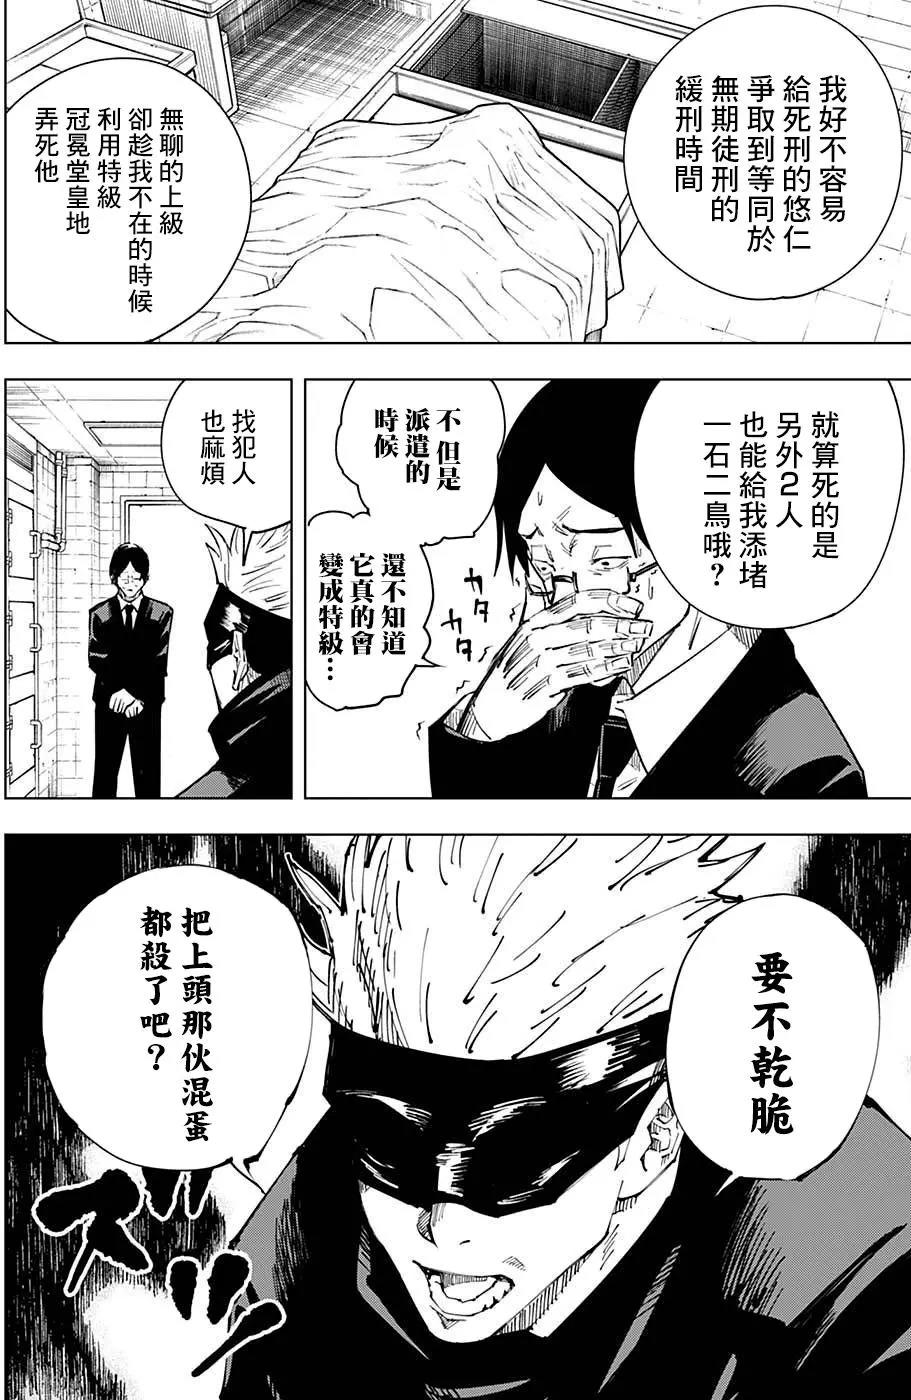 我好不容易
給死刑的悠仁
爭取到等同於
無期徒刑的
緩刑時間
無聊的上級
卻趁我不在的時候
利用特級
冠冕堂皇地
弄死他
就算死的是
另外2人
也能給我添堵
一石二鳥哦？
不 但是
派遣的
時候
還不知道
它真的會
變成特級…
カタ
カタ
找犯人
也麻煩
要不乾脆
把上頭那伙混蛋
都殺了吧？
ズッ